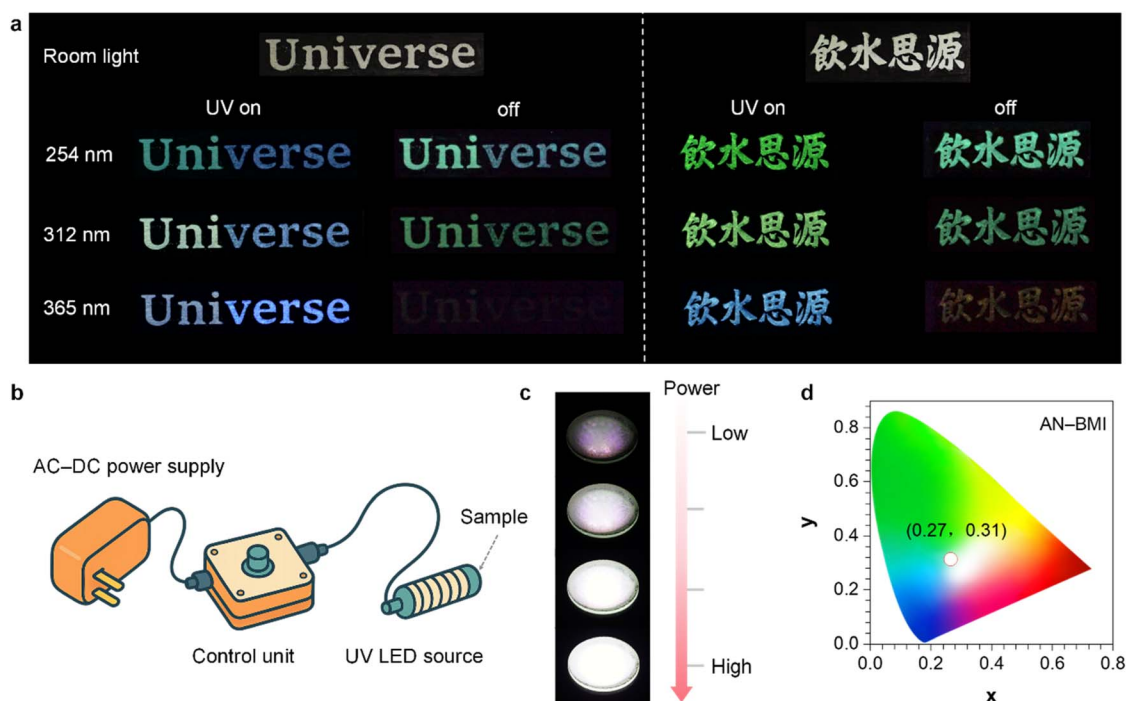 a
Room light
Universe
飲水思源
UV on
off
UV on
off
254 nm
Universe
Universe
飲水思源
飲水思源
312 nm
Universe
Universe
飲水思源
飲水思源
365 nm
Universe
Universe
飲水思源
飲水思源
b
AC–DC power supply
Sample
Control unit
UV LED source
c
Power
Low
High
d
AN–BMI
(0.27, 0.31)
y
0.8
0.6
0.4
0.2
0.0
0.0 0.2 0.4 0.6 0.8
x